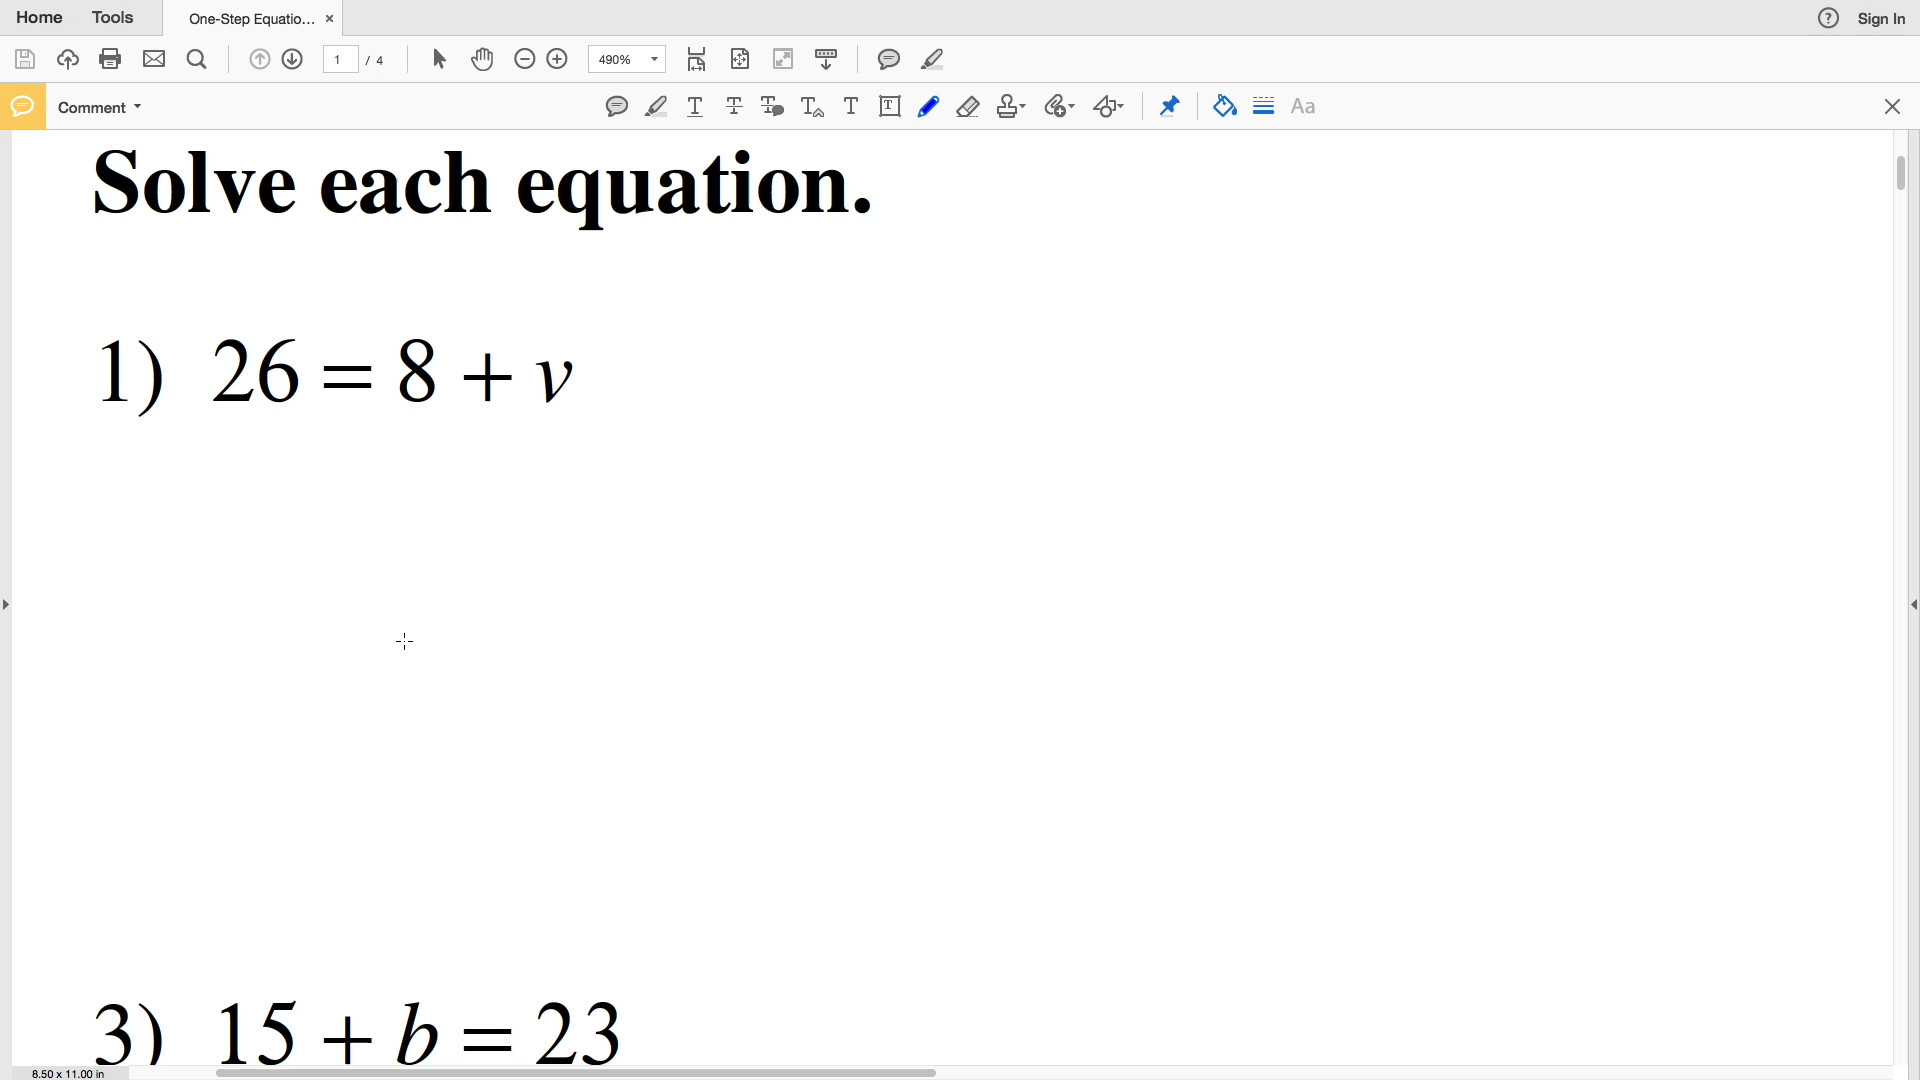 Home Tools One-Step Equatio... × ? Sign In
1 / 4 490%
Comment T T T T T T Aa
Solve each equation.
1) 26 = 8 + v
3) 15 + b = 23
8.50 x 11.00 in